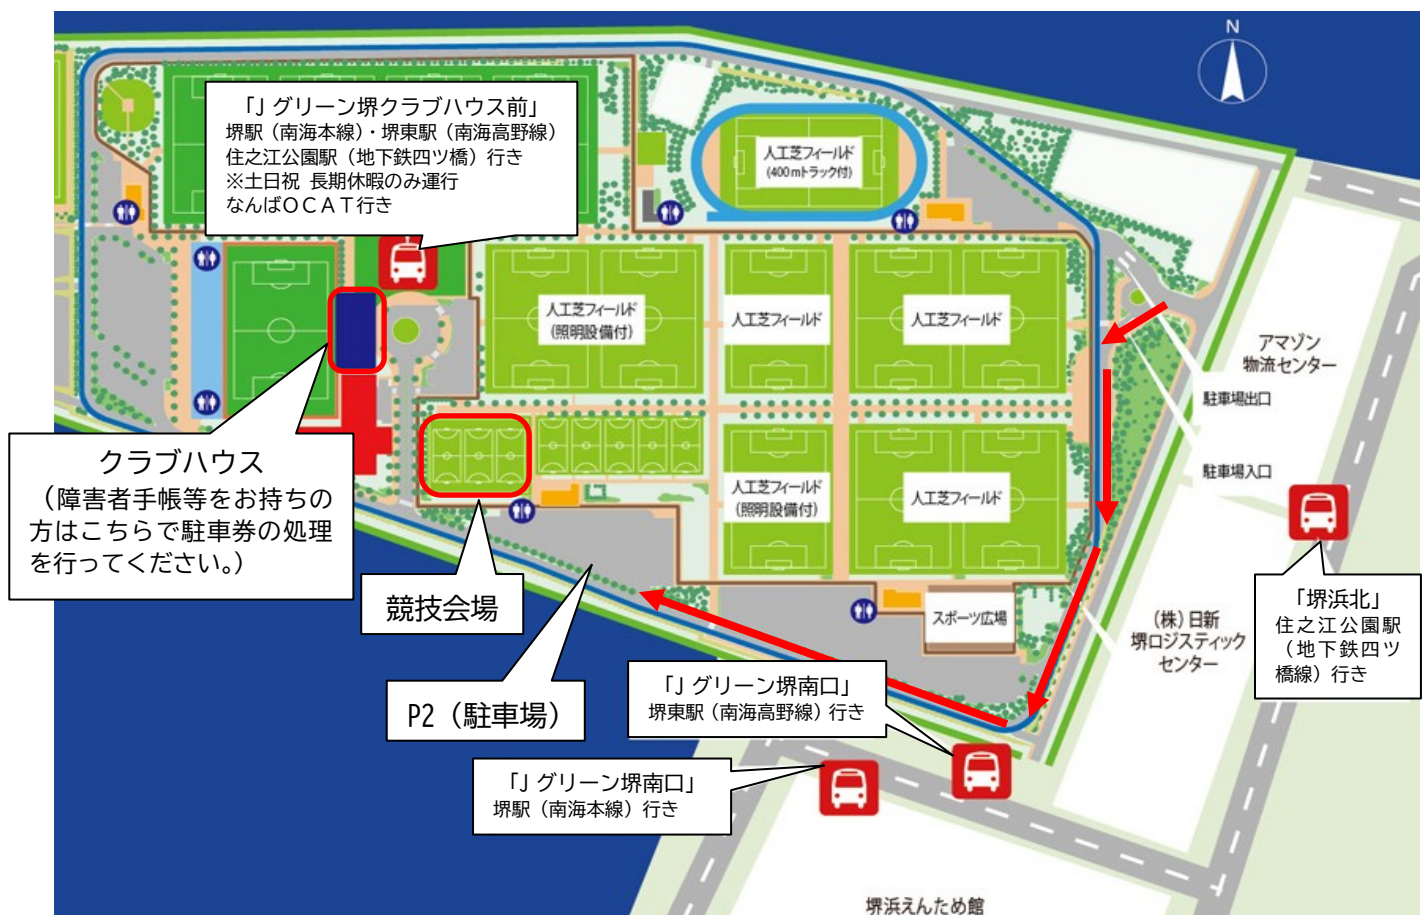 N
「J グリーン堺クラブハウス前」
堺駅（南海本線）・堺東駅（南海高野線）
住之江公園駅（地下鉄四ツ橋）行き
※土日祝 長期休暇のみ運行
なんばＯＣＡＴ行き
人工芝フィールド
(400mトラック付)
人工芝フィールド
(照明設備付)
人工芝フィールド
人工芝フィールド
アマゾン
物流センター
駐車場出口
駐車場入口
クラブハウス
（障害者手帳等をお持ちの
方はこちらで駐車券の処理
を行ってください。）
人工芝フィールド
(照明設備付)
人工芝フィールド
競技会場
スポーツ広場
（株）日新
堺ロジスティック
センター
「堺浜北」
住之江公園駅
（地下鉄四ツ
橋線）行き
P2（駐車場）
「J グリーン堺南口」
堺東駅（南海高野線）行き
「J グリーン堺南口」
堺駅（南海本線）行き
堺浜えんため館